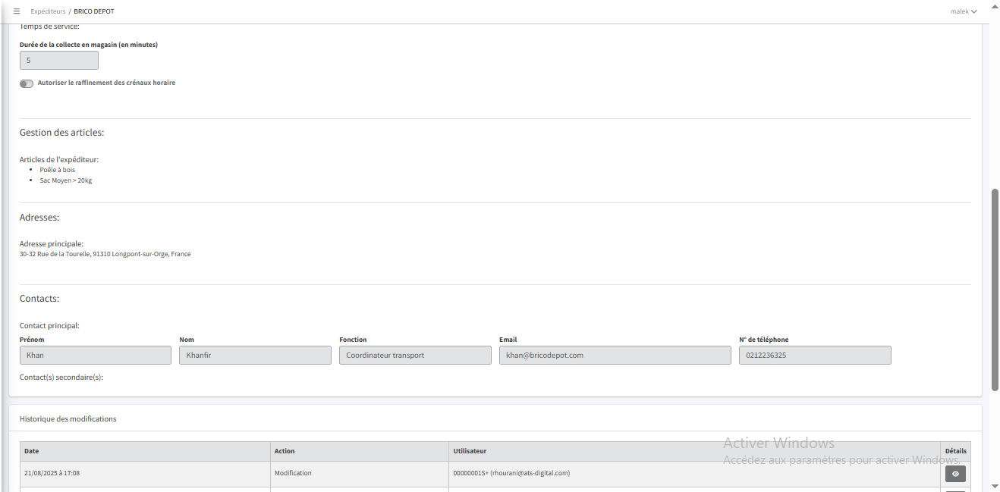 Expéditeurs / BRICO DEPOT
malek
Temps de service:
Durée de la collecte en magasin (en minutes)
5
Autoriser le raffinement des crénaux horaire
Gestion des articles:
Articles de l'expéditeur:
Poêle à bois
Sac Moyen > 20kg
Adresses:
Adresse principale:
30-32 Rue de la Tourelle, 91310 Longpont-sur-Orge, France
Contacts:
Contact principal:
Prénom Nom Fonction Email N° de téléphone
Khan Khanfir Coordinateur transport khan@bricodepot.com 0212236325
Contact(s) secondaire(s):
Historique des modifications
Activer Windows
Date Action Utilisateur Détails
Accédez aux paramètres pour activer Windows.
21/08/2025 à 17:08 Modification 00000001S+ (rhourani@ats-digital.com)